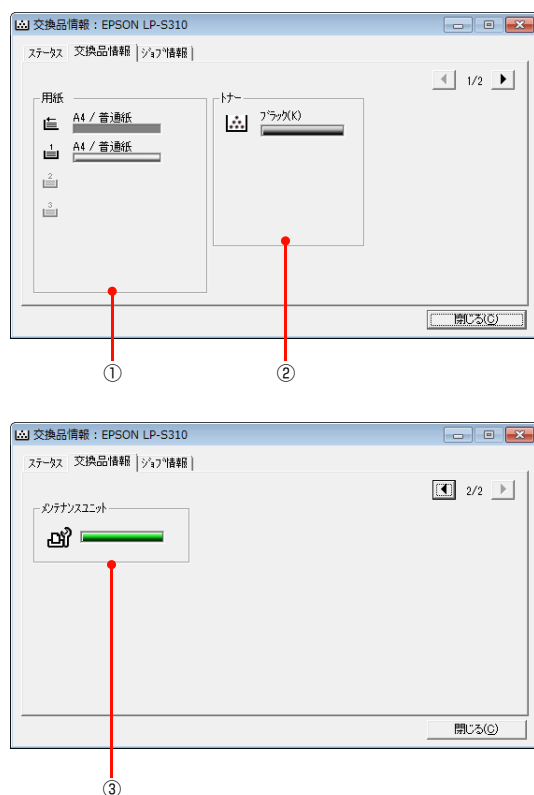 交換品情報：EPSON LP-S310
ステータス 交換品情報 ジョブ情報
1/2
用紙
A4 / 普通紙
1 A4 / 普通紙
2
3
トナー
ブラック(K)
閉じる(C)
① ②
交換品情報：EPSON LP-S310
ステータス 交換品情報 ジョブ情報
2/2
メンテナンスユニット
閉じる(C)
③